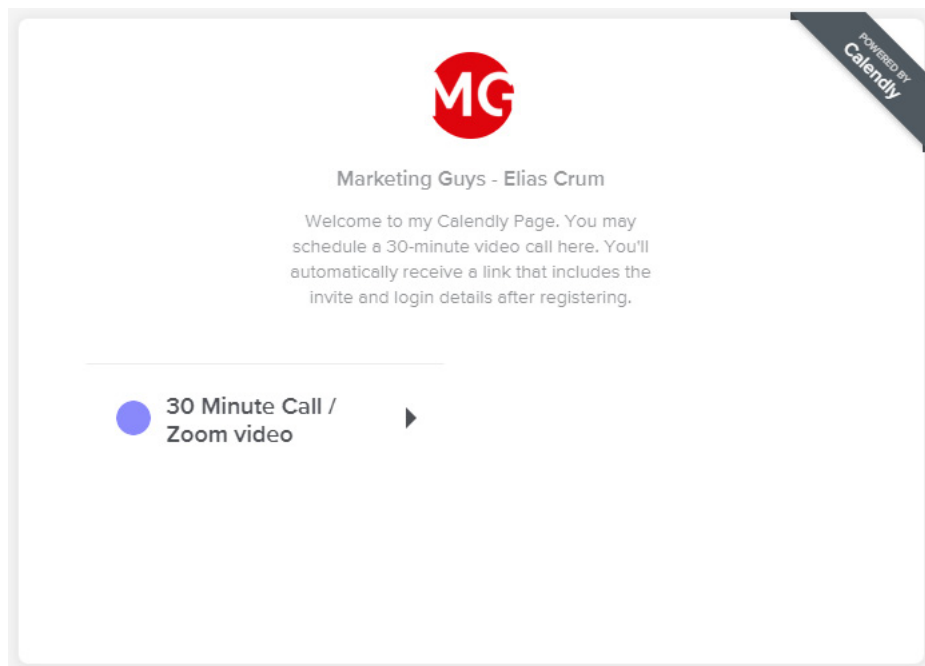 POWERED BY
Calendly
MG
Marketing Guys - Elias Crum
Welcome to my Calendly Page. You may
schedule a 30-minute video call here. You'll
automatically receive a link that includes the
invite and login details after registering.
30 Minute Call /
Zoom video